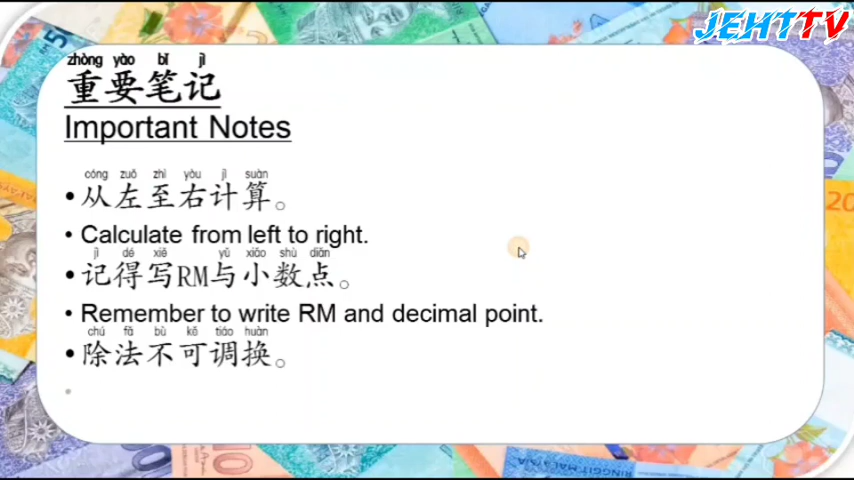 JEHTTV
zhòng yào bǐ jì
重要笔记
Important Notes
cóng zuǒ zhì yòu jì suàn
• 从左至右计算。
• Calculate from left to right.
jì dé xiě yǔ xiǎo shù diǎn
• 记得写RM与小数点。
• Remember to write RM and decimal point.
chú fǎ bù kě tiáo huàn
• 除法不可调换。
•
20
RINGGIT MALAYSIA